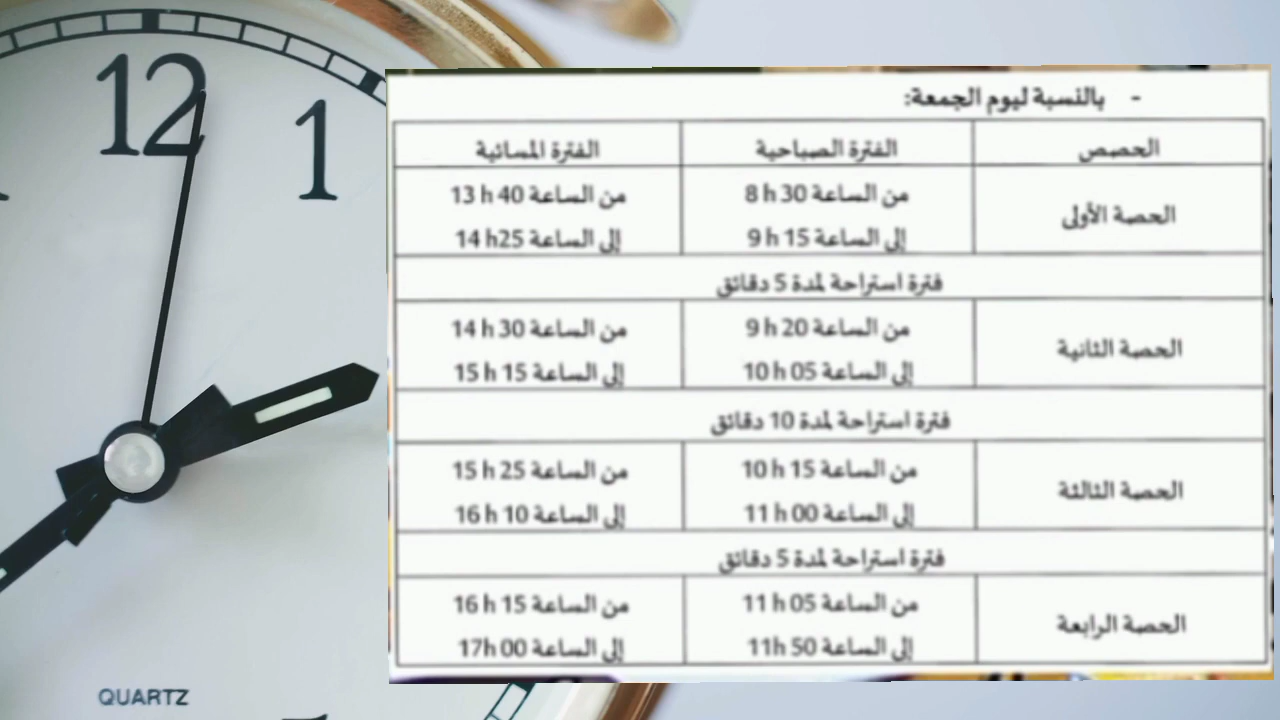 12
1
QUARTZ
- بالنسبة ليوم الجمعة:
الحصص الفترة الصباحية الفترة المسائية
الحصة الأولى من الساعة 8 h 30 من الساعة 13 h 40
إلى الساعة 9 h 15 إلى الساعة 14 h25
فترة استراحة لمدة 5 دقائق
الحصة الثانية من الساعة 9 h 20 من الساعة 14 h 30
إلى الساعة 10 h 05 إلى الساعة 15 h 15
فترة استراحة لمدة 10 دقائق
الحصة الثالثة من الساعة 10 h 15 من الساعة 15 h 25
إلى الساعة 11 h 00 إلى الساعة 16 h 10
فترة استراحة لمدة 5 دقائق
الحصة الرابعة من الساعة 11 h 05 من الساعة 16 h 15
إلى الساعة 11h 50 إلى الساعة 17h 00